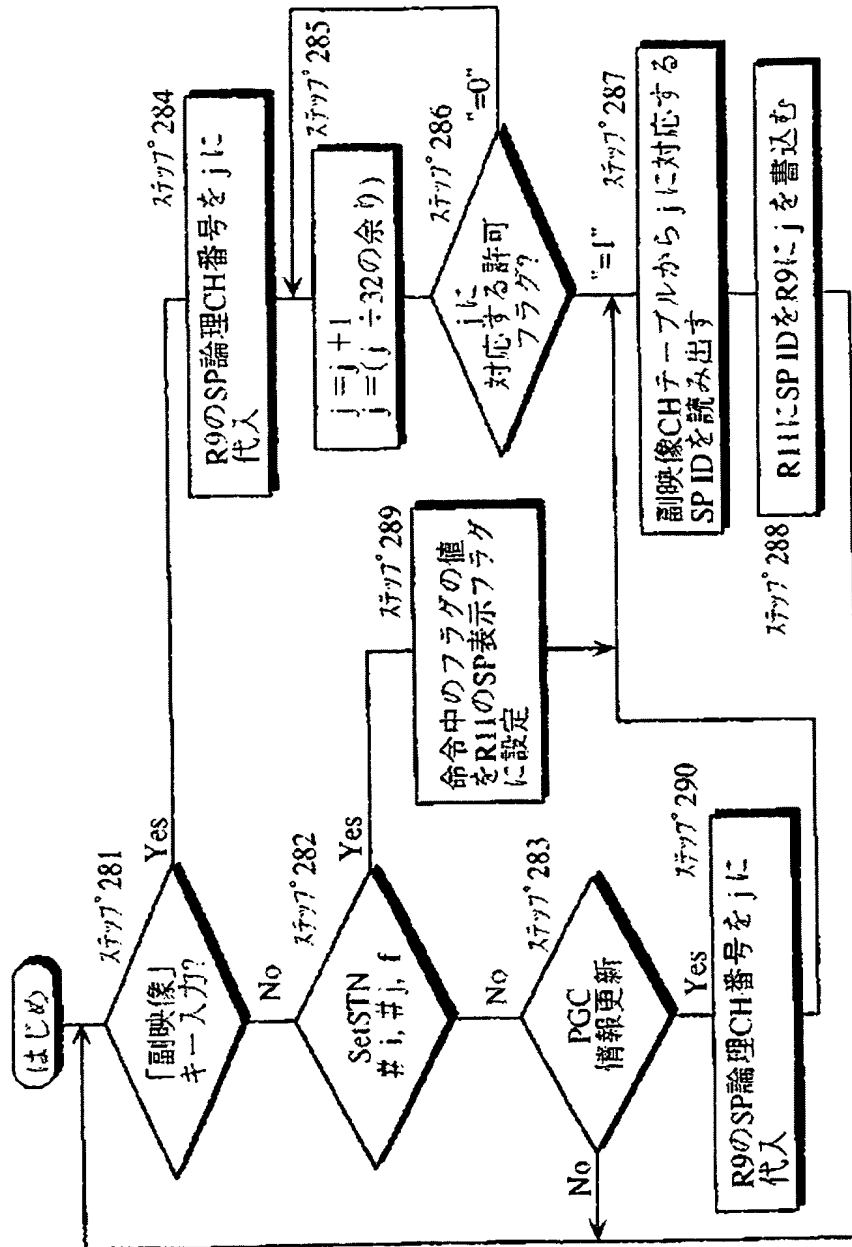 はじめ
ステップ281
「副映像」
キー入力?
Yes
No
ステップ282
SetSTN
#i, #j, f
Yes
No
ステップ283
PGC
情報更新
No
Yes
ステップ290
R9のSP論理CH番号をjに
代入
ステップ289
命令中のフラグの値
をR11のSP表示フラグ
に設定
ステップ284
R9のSP論理CH番号をjに
代入
ステップ285
j=j+1
j=(j÷32の余り)
ステップ286
jに
対応する許可
フラグ?
"=0"
"=1"
ステップ287
副映像CHテーブルからjに対応する
SP IDを読み出す
ステップ288
R11にSP IDをR9にjを書込む